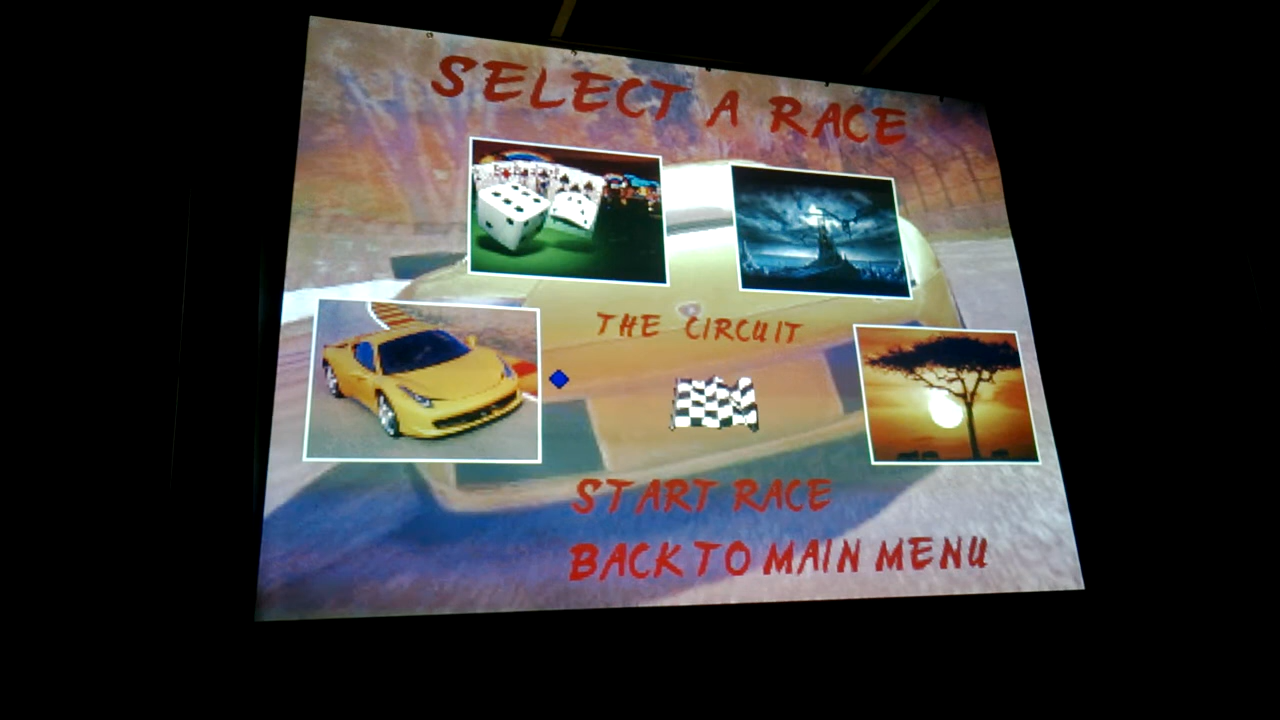 SELECT A RACE
THE CIRCUIT
START RACE
BACK TO MAIN MENU